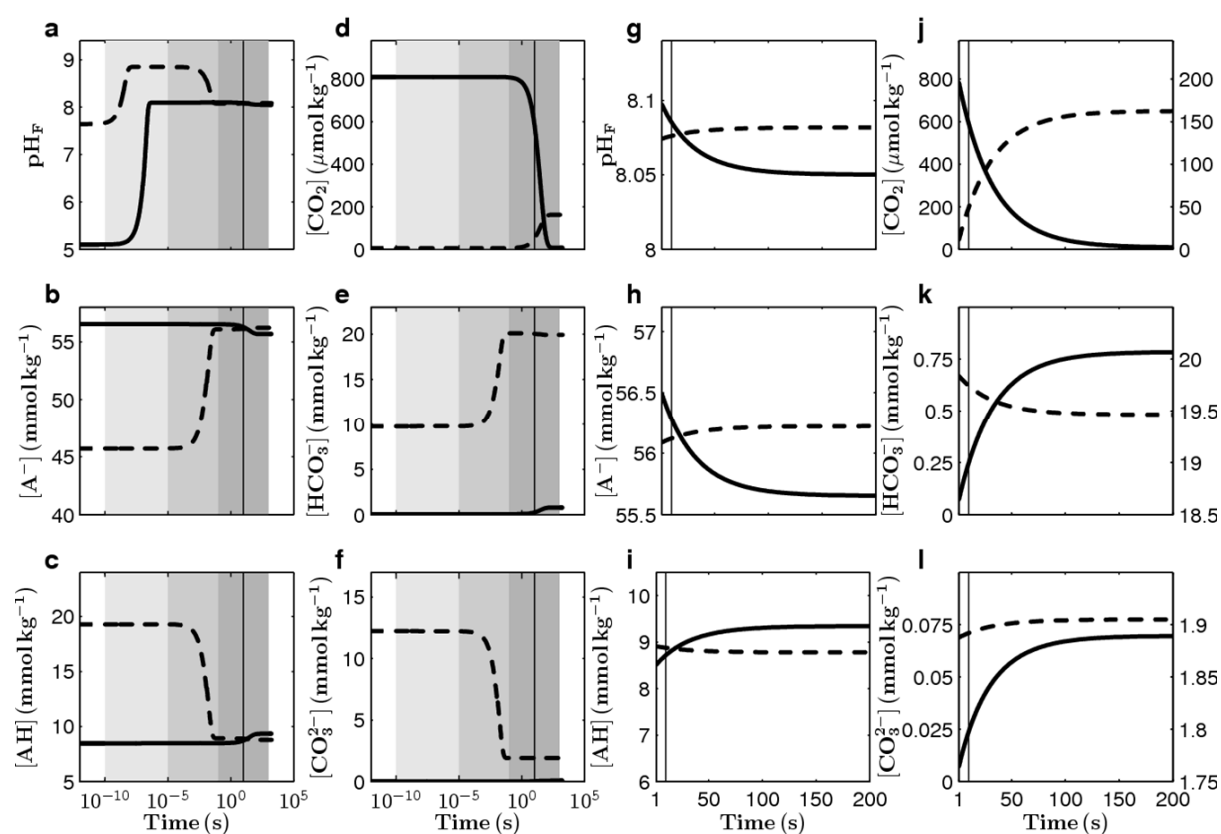 a
pH_F
9
8
7
6
5
d
[CO₂] (μmol kg⁻¹)
800
600
400
200
0
g
pH_F
8.1
8.05
8
j
[CO₂] (μmol kg⁻¹)
800
600
400
200
0
200
150
100
50
0
b
[A⁻] (mmol kg⁻¹)
55
50
45
40
e
[HCO₃⁻] (mmol kg⁻¹)
20
15
10
5
0
h
[A⁻] (mmol kg⁻¹)
57
56.5
56
55.5
k
[HCO₃⁻] (mmol kg⁻¹)
0.75
0.5
0.25
0
20
19.5
19
18.5
c
[AH] (mmol kg⁻¹)
20
15
10
5
10⁻¹⁰ 10⁻⁵ 10⁰ 10⁵
Time (s)
f
[CO₃²⁻] (mmol kg⁻¹)
15
10
5
0
10⁻¹⁰ 10⁻⁵ 10⁰ 10⁵
Time (s)
i
[AH] (mmol kg⁻¹)
10
9
8
7
6
1 50 100 150 200
Time (s)
l
[CO₃²⁻] (mmol kg⁻¹)
0.075
0.05
0.025
0
1.9
1.85
1.8
1.75
1 50 100 150 200
Time (s)